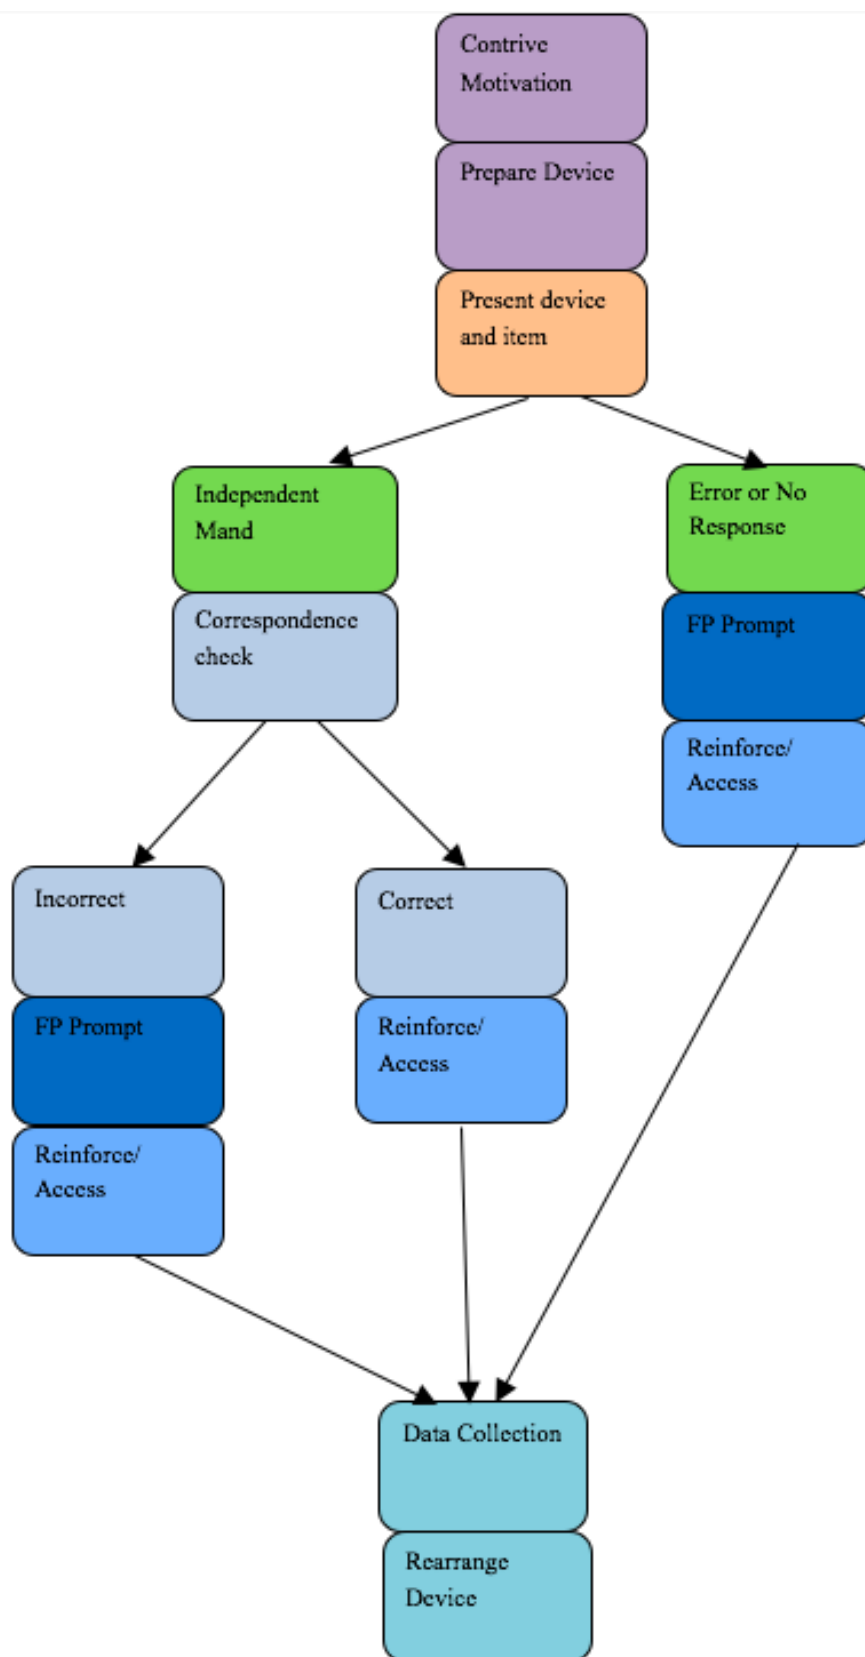 Contrive
Motivation
Prepare Device
Present device
and item
Independent
Mand
Correspondence
check
Error or No
Response
FP Prompt
Reinforce/
Access
Incorrect
FP Prompt
Reinforce/
Access
Correct
Reinforce/
Access
Data Collection
Rearrange
Device